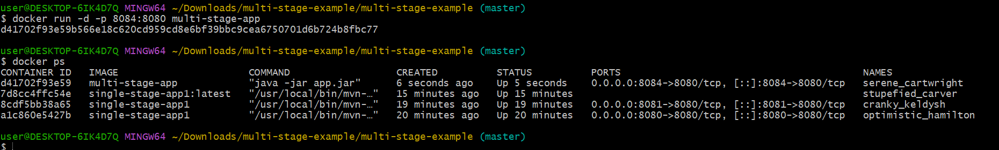 user@DESKTOP-6IK4D7Q MINGW64 ~/Downloads/multi-stage-example/multi-stage-example (master)
$ docker run -d -p 8084:8080 multi-stage-app
d41702f93e59b566e18c620cd959cd8e6bf39bbc9cea6750701d6b724b8fbc77
user@DESKTOP-6IK4D7Q MINGW64 ~/Downloads/multi-stage-example/multi-stage-example (master)
$ docker ps
CONTAINER ID   IMAGE                     COMMAND                  CREATED          STATUS          PORTS                                         NAMES
d41702f93e59   multi-stage-app           "java -jar app.jar"      6 seconds ago    Up 5 seconds    0.0.0.0:8084->8080/tcp, [::]:8084->8080/tcp   serene_cartwright
7d8cc4ffc54e   single-stage-app1:latest  "/usr/local/bin/mvn-…"   15 minutes ago   Up 15 minutes                                                 stupefied_carver
8cdf5bb38a65   single-stage-app1         "/usr/local/bin/mvn-…"   19 minutes ago   Up 19 minutes   0.0.0.0:8081->8080/tcp, [::]:8081->8080/tcp   cranky_keldysh
a1c860e5427b   single-stage-app1         "/usr/local/bin/mvn-…"   20 minutes ago   Up 20 minutes   0.0.0.0:8080->8080/tcp, [::]:8080->8080/tcp   optimistic_hamilton
user@DESKTOP-6IK4D7Q MINGW64 ~/Downloads/multi-stage-example/multi-stage-example (master)
$